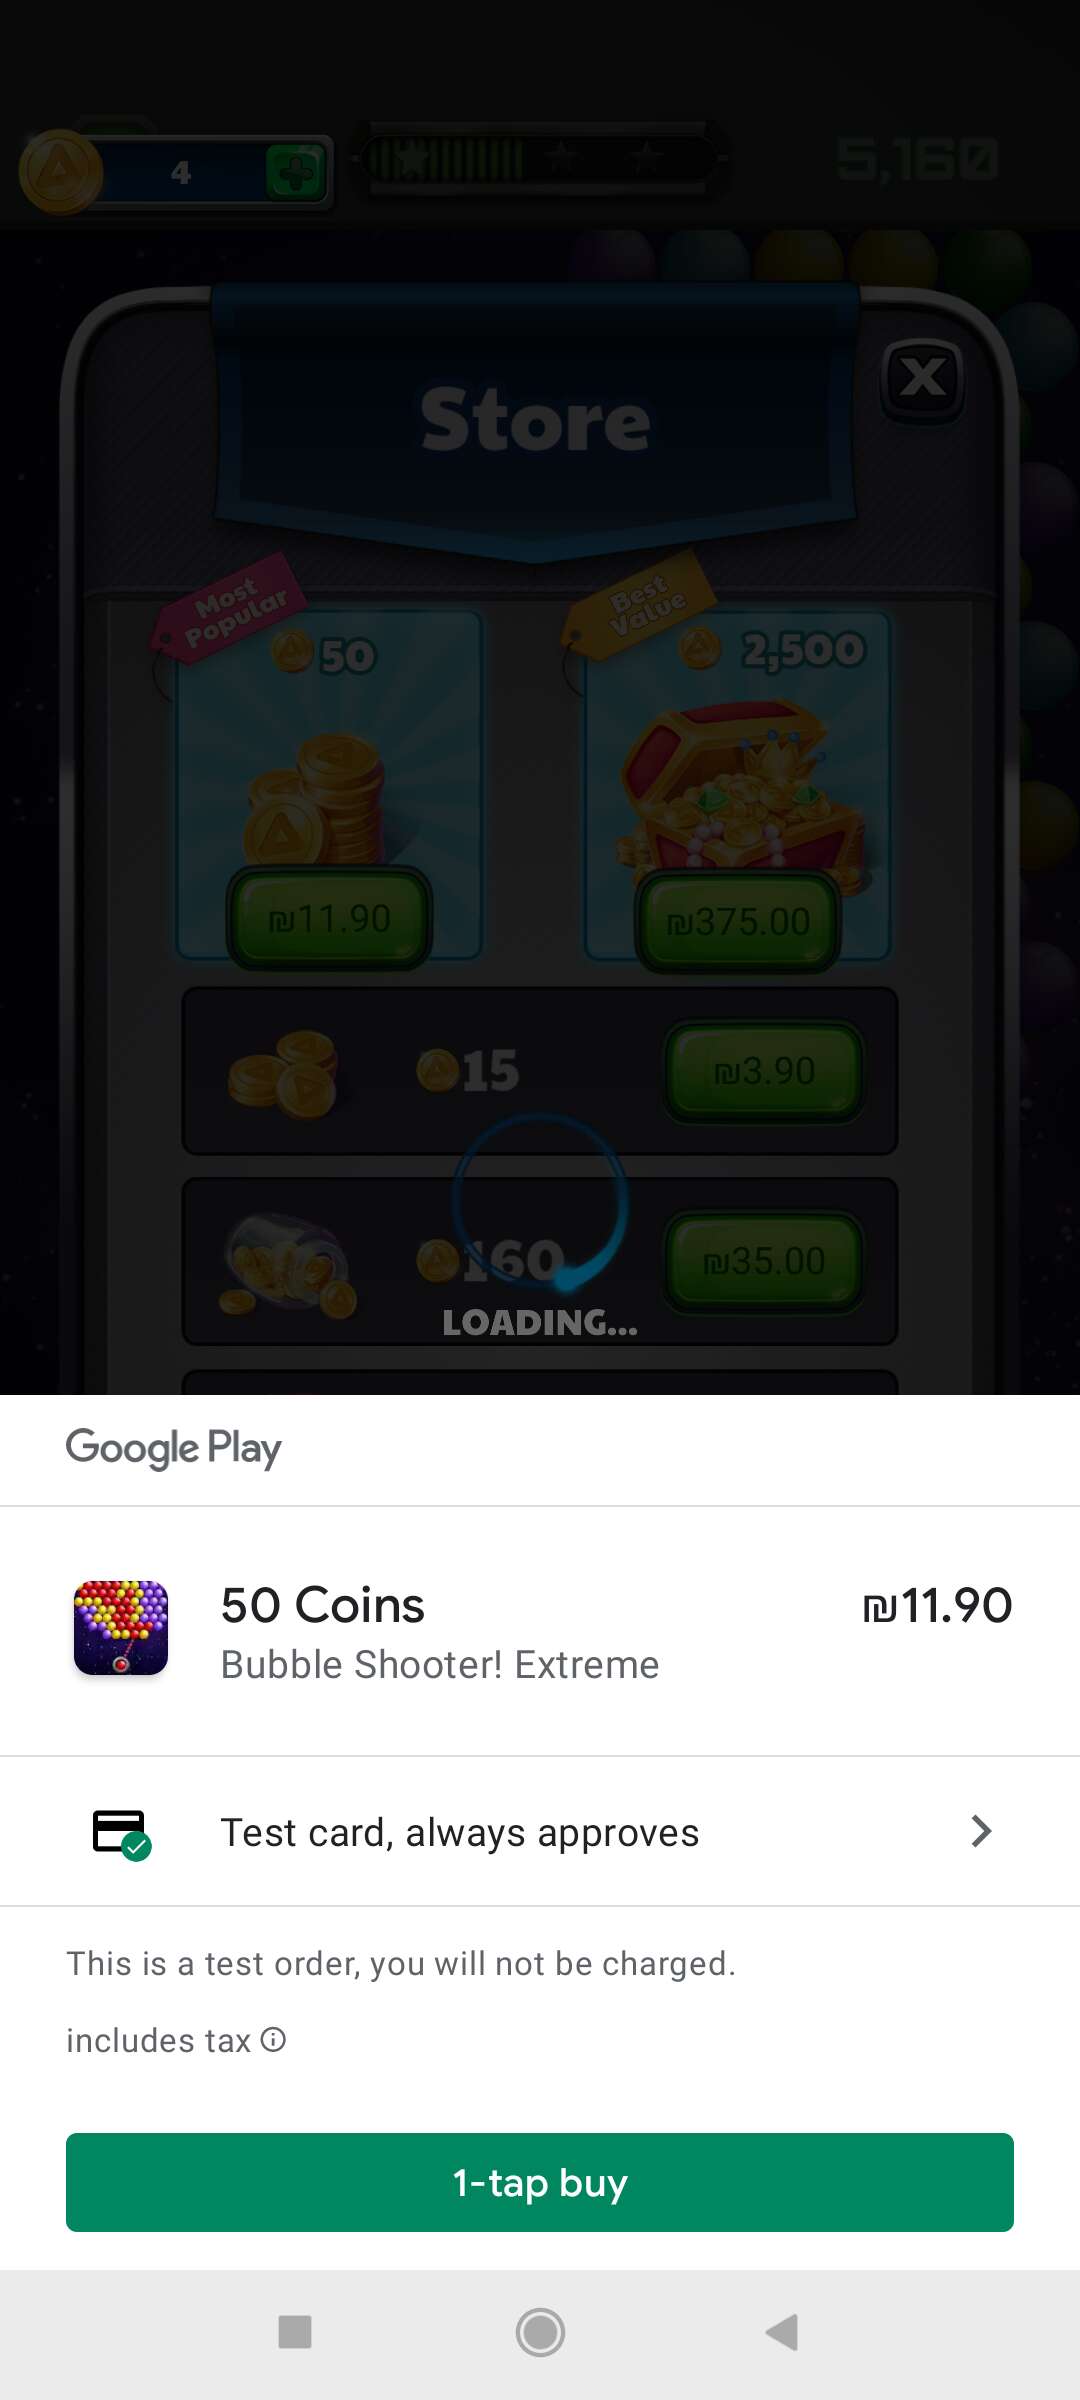 4
5,160
Store
Most
Popular
Best
Value
50
2,500
₪11.90
₪375.00
15
₪3.90
160
₪35.00
LOADING...
Google Play
50 Coins
₪11.90
Bubble Shooter! Extreme
Test card, always approves
This is a test order, you will not be charged.
includes tax
1-tap buy